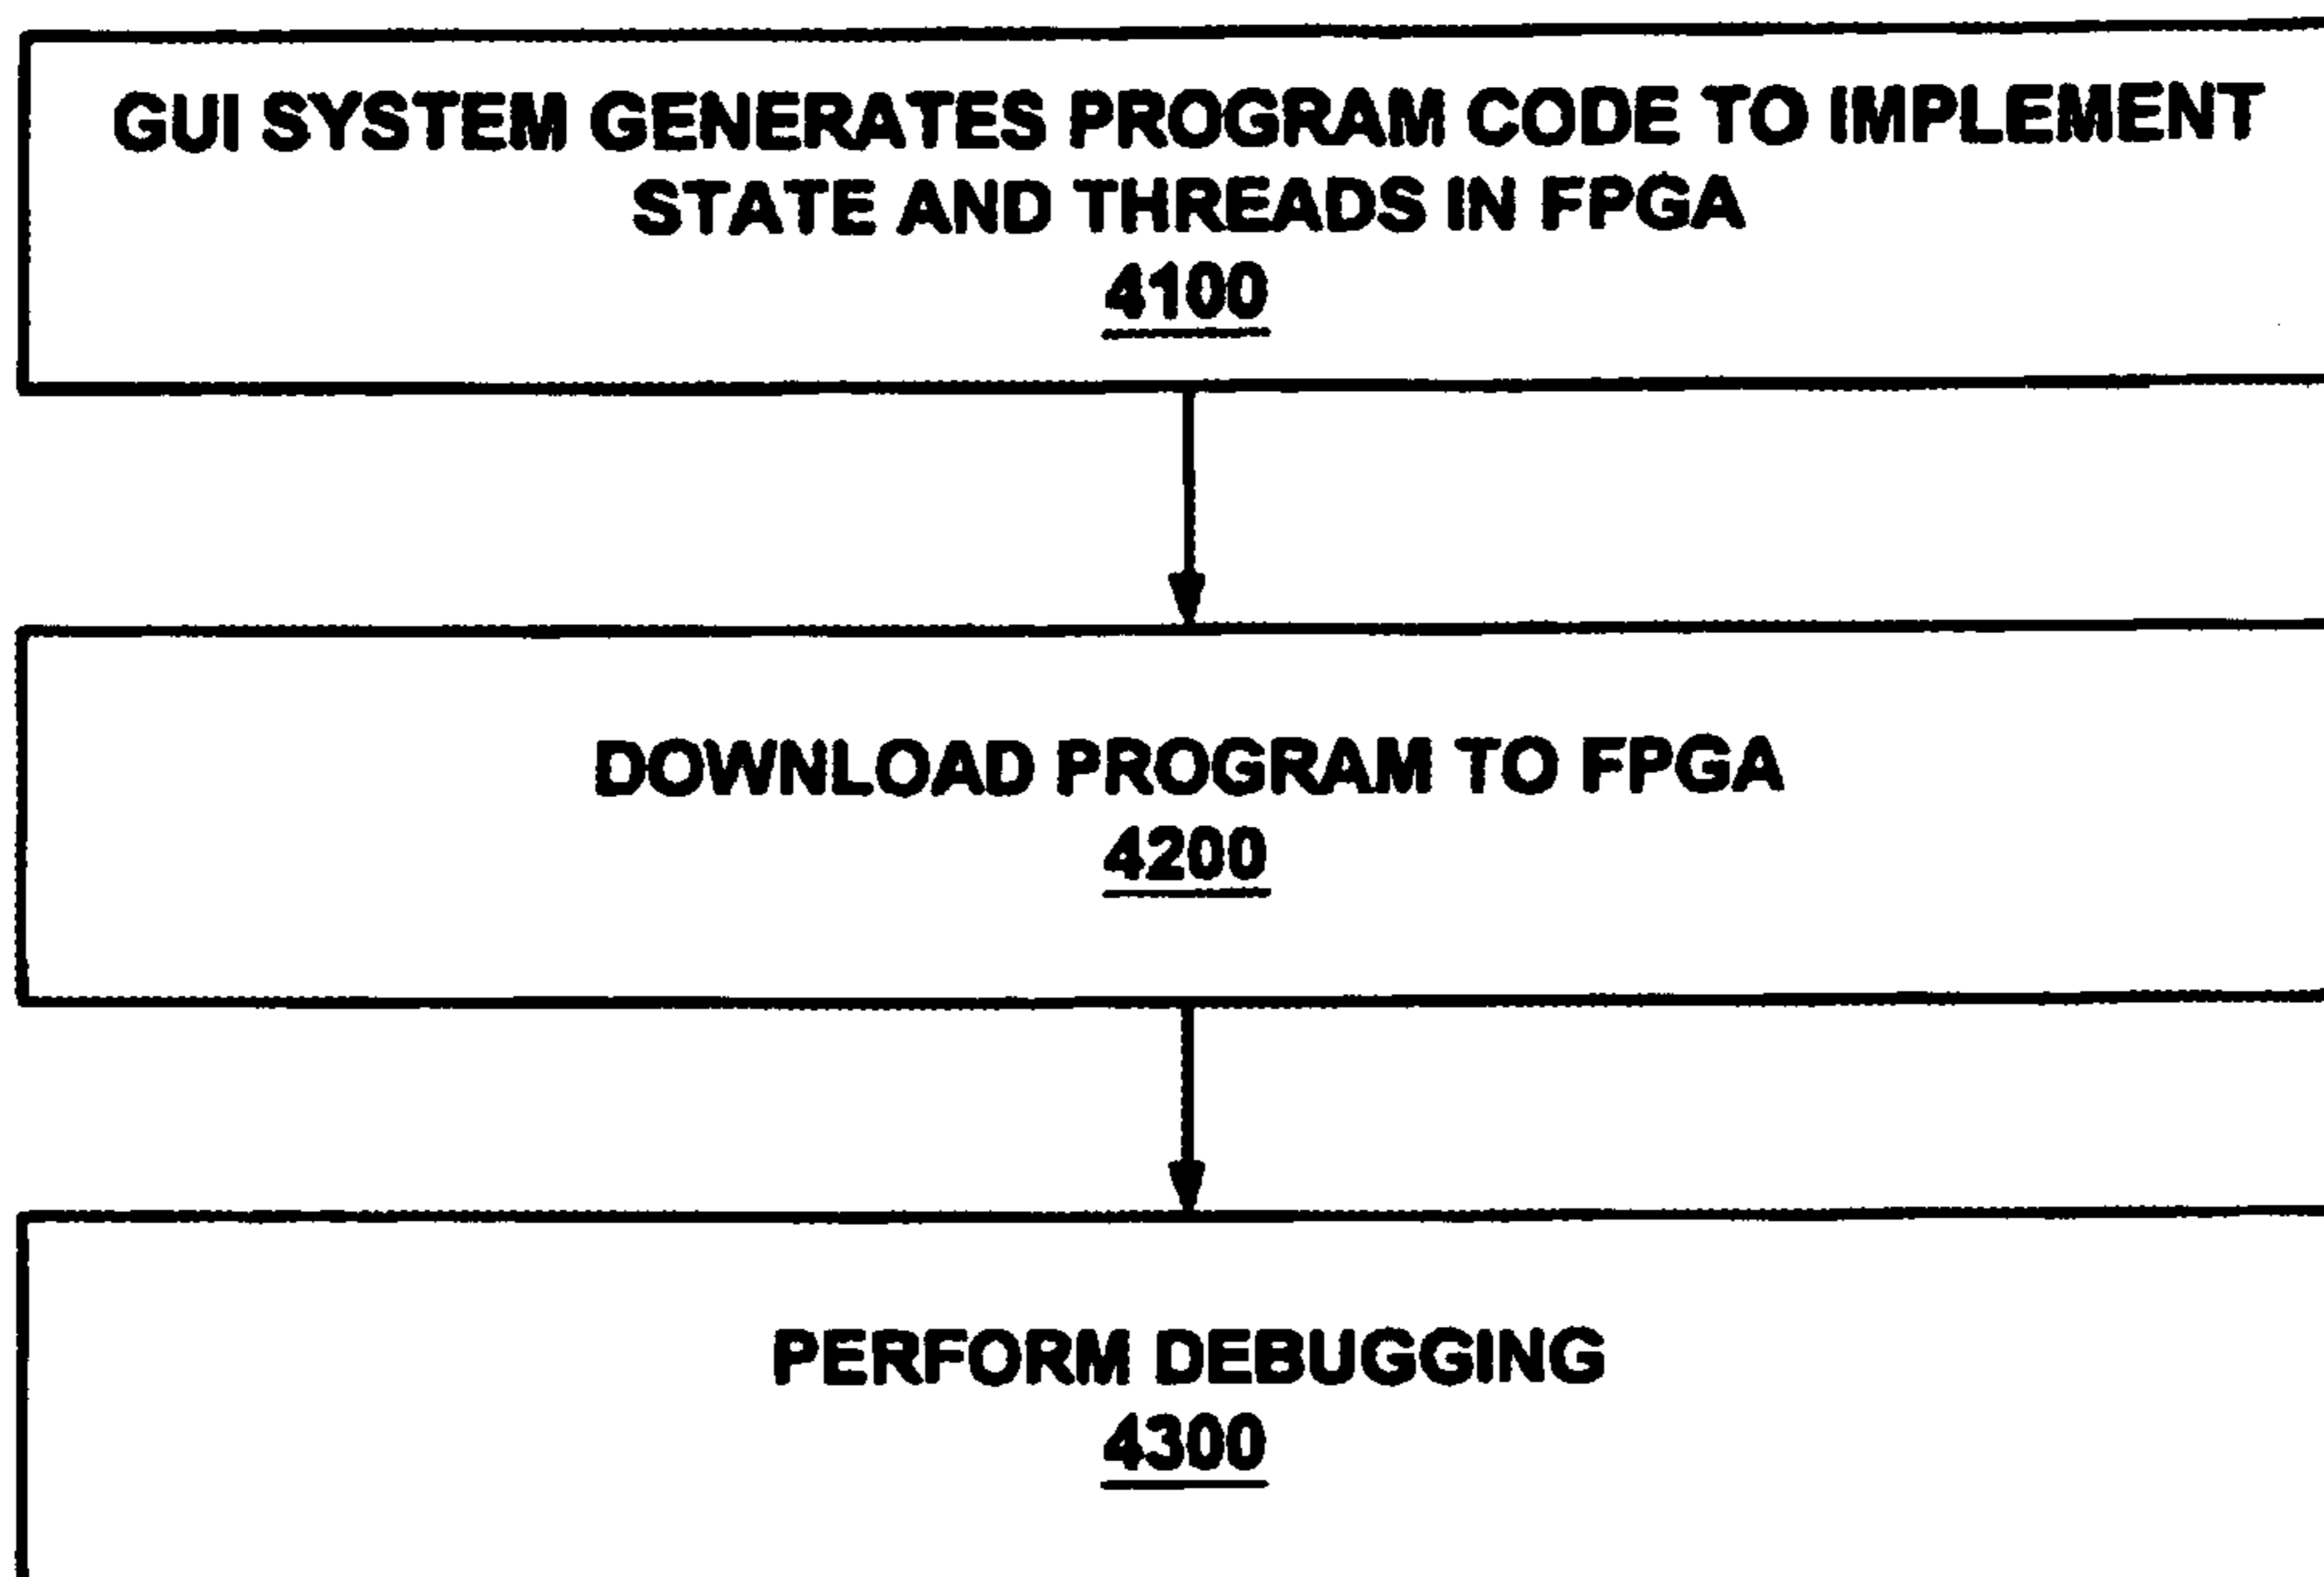 GUI SYSTEM GENERATES PROGRAM CODE TO IMPLEMENT
STATE AND THREADS IN FPGA
4100
DOWNLOAD PROGRAM TO FPGA
4200
PERFORM DEBUGGING
4300